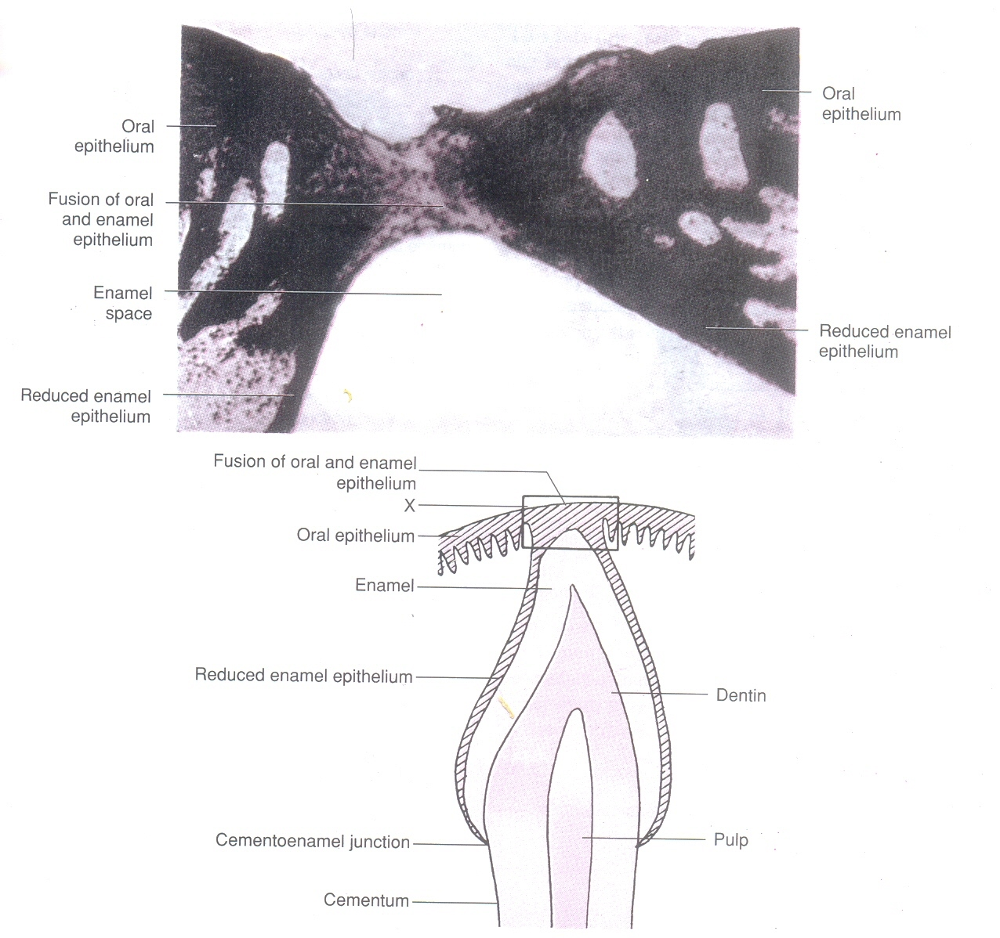 Oral
epithelium
Oral
epithelium
Fusion of oral
and enamel
epithelium
Enamel
space
Reduced enamel
epithelium
Reduced enamel
epithelium
Fusion of oral and enamel
epithelium
X
Oral epithelium
Enamel
Reduced enamel epithelium
Dentin
Cementoenamel junction
Pulp
Cementum